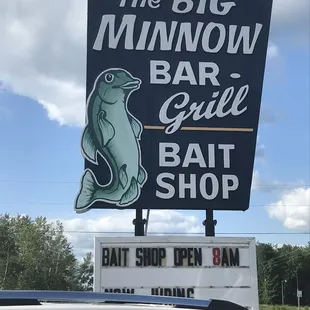 The Big
Minnow
BAR-
Grill
BAIT
SHOP
BAIT SHOP OPEN 8AM
NOW HIRING